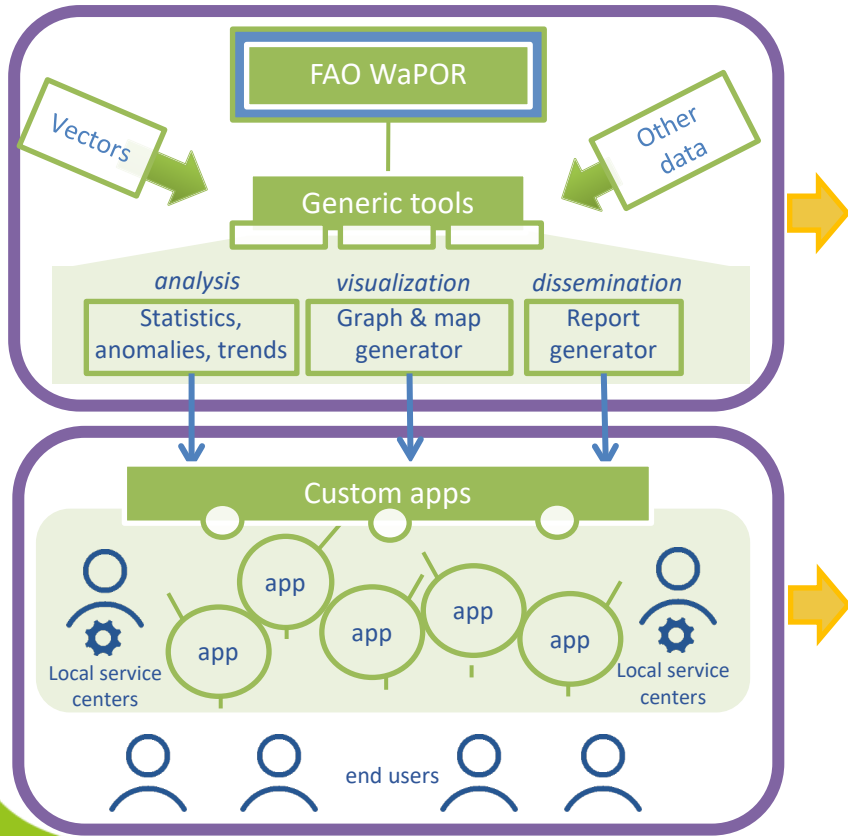 FAO WaPOR
Vectors
Other
data
Generic tools
analysis
visualization
dissemination
Statistics,
anomalies, trends
Graph & map
generator
Report
generator
Custom apps
app
app
app
app
app
Local service
centers
Local service
centers
end users